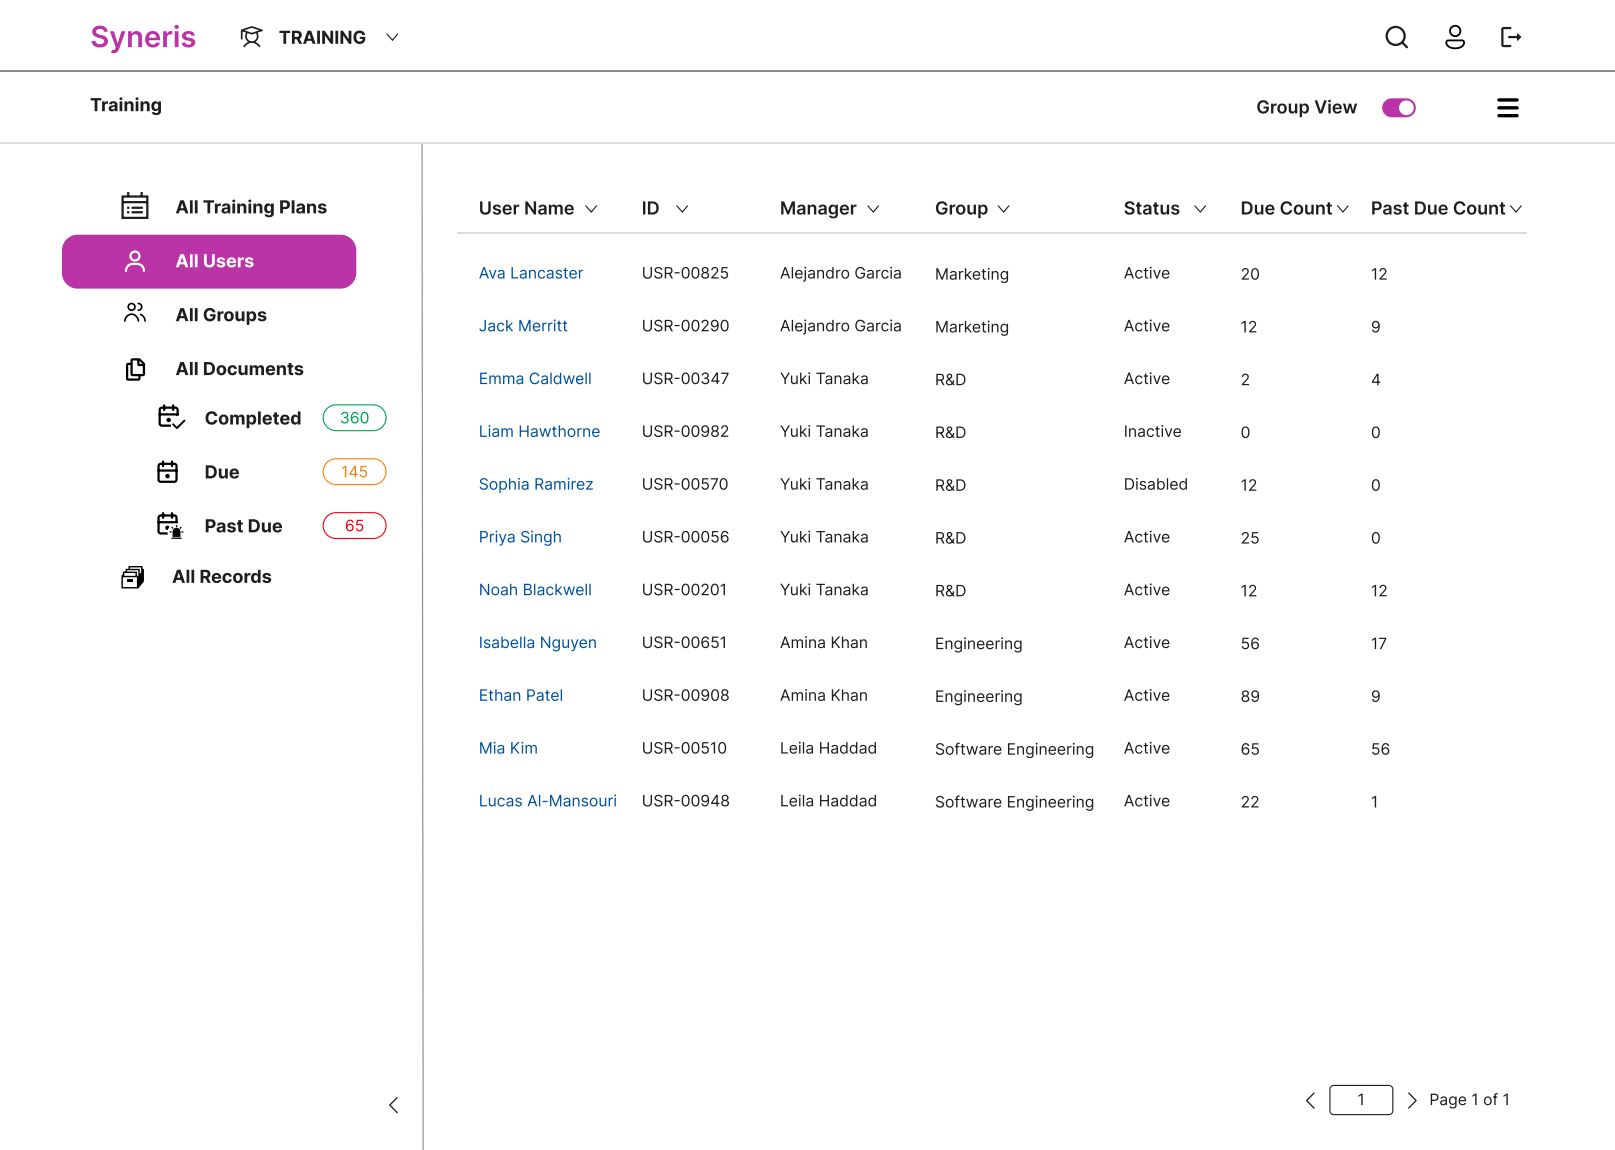 Syneris TRAINING
Training Group View
All Training Plans
All Users
All Groups
All Documents
Completed 360
Due 145
Past Due 65
All Records
User Name ID Manager Group Status Due Count Past Due Count
Ava Lancaster USR-00825 Alejandro Garcia Marketing Active 20 12
Jack Merritt USR-00290 Alejandro Garcia Marketing Active 12 9
Emma Caldwell USR-00347 Yuki Tanaka R&D Active 2 4
Liam Hawthorne USR-00982 Yuki Tanaka R&D Inactive 0 0
Sophia Ramirez USR-00570 Yuki Tanaka R&D Disabled 12 0
Priya Singh USR-00056 Yuki Tanaka R&D Active 25 0
Noah Blackwell USR-00201 Yuki Tanaka R&D Active 12 12
Isabella Nguyen USR-00651 Amina Khan Engineering Active 56 17
Ethan Patel USR-00908 Amina Khan Engineering Active 89 9
Mia Kim USR-00510 Leila Haddad Software Engineering Active 65 56
Lucas Al-Mansouri USR-00948 Leila Haddad Software Engineering Active 22 1
1 Page 1 of 1